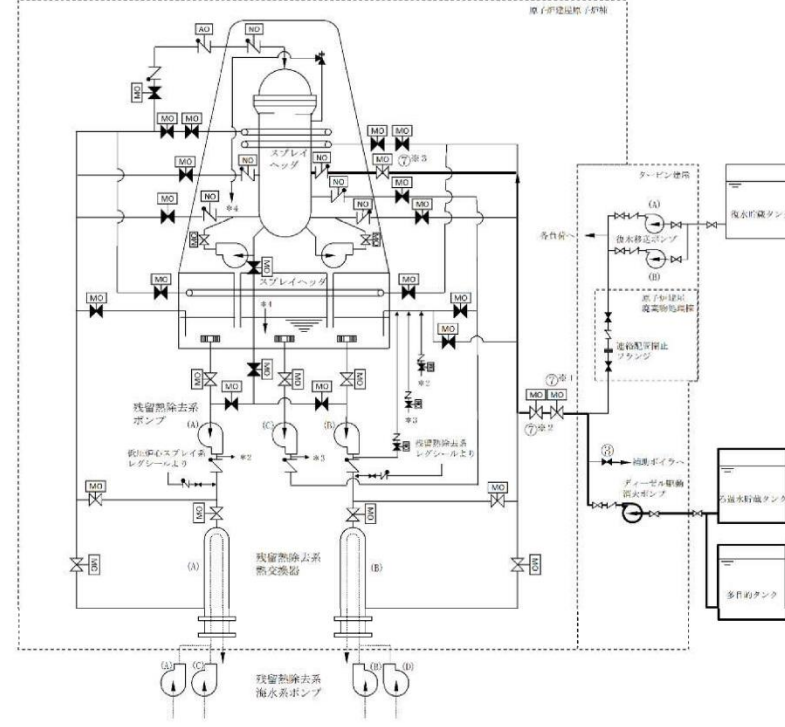 原子炉建屋原子炉棟
AO
NO
MO
MO
MO
MO
MO
スプレイ
ヘッダ
NO
NO
MO
⑦※3
MO
NO
タービン建屋
(A)
復水移送ポンプ
(B)
復水貯蔵タンク
各負荷へ
MO
NO
※4
NO
MO
MO
MO
MO
スプレイヘッダ
MO
MO
※4
MO
MO
原子炉建屋
廃棄物処理棟
連絡配管閉止
フランジ
MO
MO
MO
MO
MO
MO
※2
※3
⑦※1
MO
MO
⑦※2
残留熱除去系
ポンプ
(A)
(C)
(B)
※2
※3
低圧炉心スプレイ系
レグシールより
残留熱除去系
レグシールより
③
補助ボイラへ
ディーゼル駆動
消火ポンプ
ろ過水貯蔵タンク
多目的タンク
MO
MO
MO
MO
MO
MO
(A)
残留熱除去系
熱交換器
(B)
(A)
(C)
残留熱除去系
海水系ポンプ
(B)
(D)